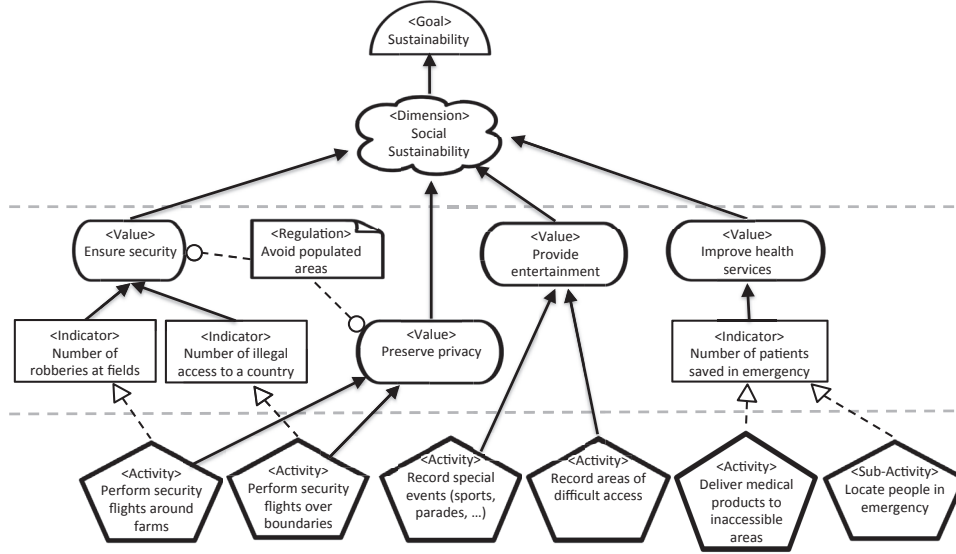 <Goal>
Sustainability
<Dimension>
Social
Sustainability
<Value>
Ensure security
<Regulation>
Avoid populated
areas
<Value>
Provide
entertainment
<Value>
Improve health
services
<Indicator>
Number of
robberies at fields
<Indicator>
Number of illegal
access to a country
<Value>
Preserve privacy
<Indicator>
Number of patients
saved in emergency
<Activity>
Perform security
flights around
farms
<Activity>
Perform security
flights over
boundaries
<Activity>
Record special
events (sports,
parades, ...)
<Activity>
Record areas of
difficult access
<Activity>
Deliver medical
products to
inaccessible
areas
<Sub-Activity>
Locate people in
emergency